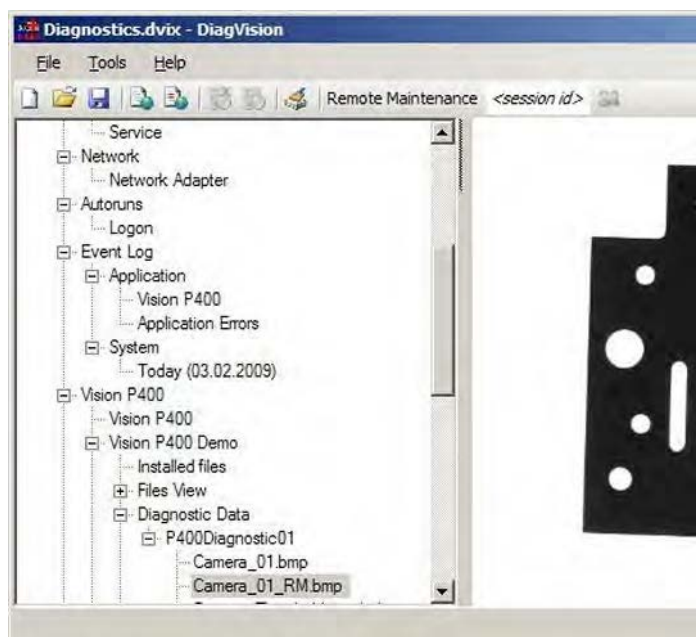 Diagnostics.dvix - DiagVision
File Tools Help
Remote Maintenance <session id>
Service
Network
Network Adapter
Autoruns
Logon
Event Log
Application
Vision P400
Application Errors
System
Today (03.02.2009)
Vision P400
Vision P400
Vision P400 Demo
Installed files
Files View
Diagnostic Data
P400Diagnostic01
Camera_01.bmp
Camera_01_RM.bmp